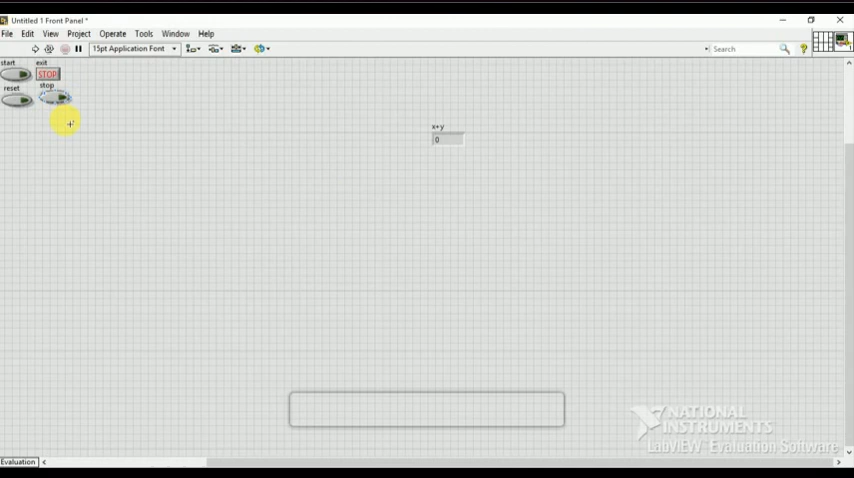 Untitled 1 Front Panel *
File Edit View Project Operate Tools Window Help
15pt Application Font
Search
?
start exit
STOP
reset stop
x+y
0
NATIONAL
INSTRUMENTS
LabVIEW™ Evaluation Software
Evaluation